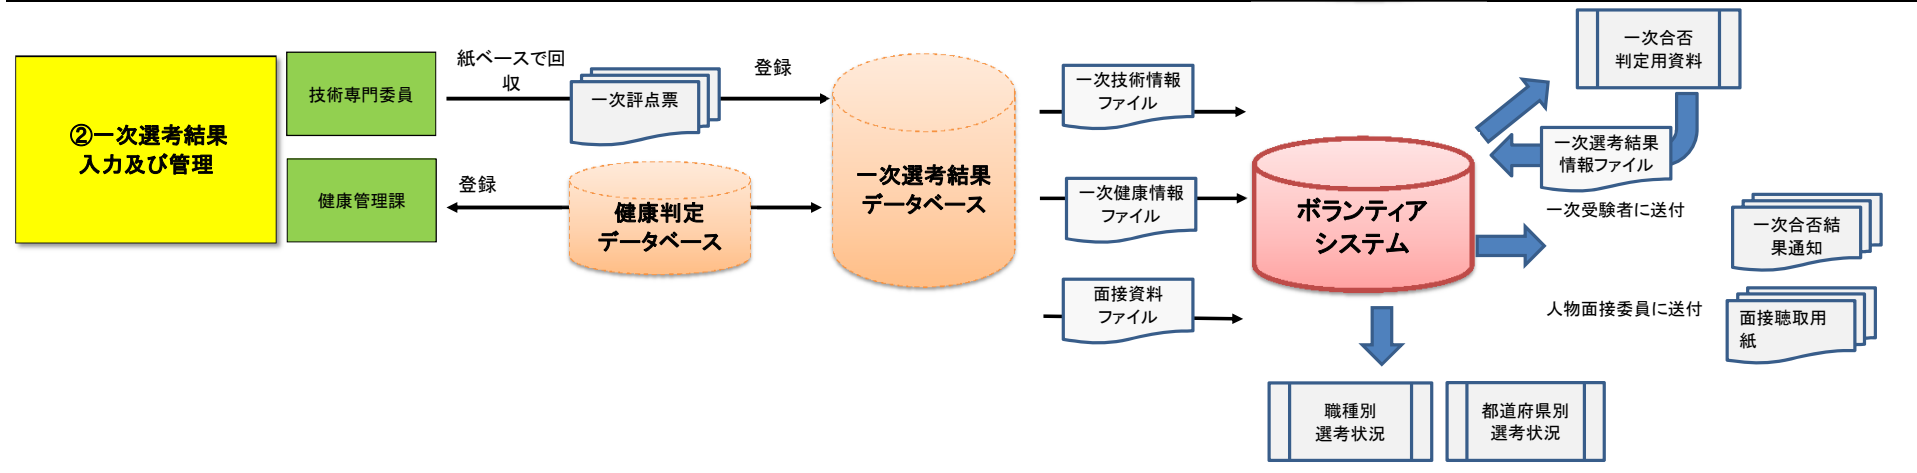 ②一次選考結果
入力及び管理
技術専門委員
健康管理課
紙ベースで回
収
一次評点票
登録
登録
健康判定
データベース
一次選考結果
データベース
一次技術情報
ファイル
一次健康情報
ファイル
面接資料
ファイル
ボランティア
システム
一次合否
判定用資料
一次選考結果
情報ファイル
一次受験者に送付
一次合否結
果通知
人物面接委員に送付
面接聴取用
紙
職種別
選考状況
都道府県別
選考状況